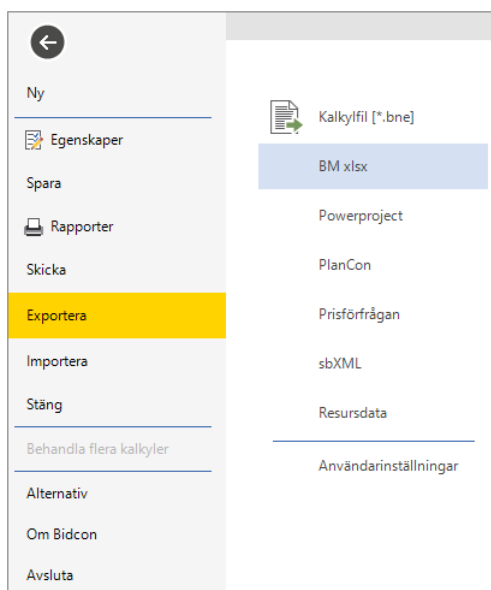 Ny
Egenskaper
Spara
Rapporter
Skicka
Exportera
Importera
Stäng
Behandla flera kalkyler
Alternativ
Om Bidcon
Avsluta
Kalkylfil [*.bne]
BM xlsx
Powerproject
PlanCon
Prisförfrågan
sbXML
Resursdata
Användarinställningar